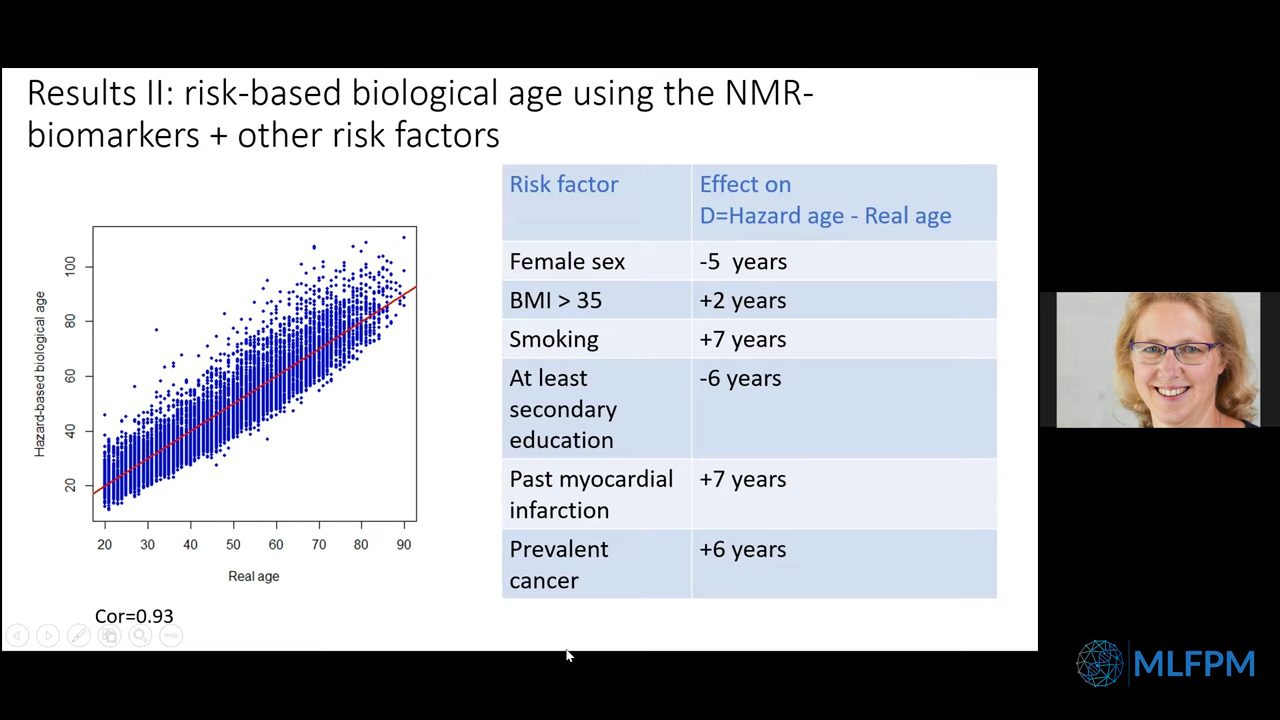 Results II: risk-based biological age using the NMR-
biomarkers + other risk factors
Hazard-based biological age
100
80
60
40
20
20 30 40 50 60 70 80 90
Real age
Cor=0.93
Risk factor
Effect on
D=Hazard age - Real age
Female sex
-5 years
BMI > 35
+2 years
Smoking
+7 years
At least
secondary
education
-6 years
Past myocardial
infarction
+7 years
Prevalent
cancer
+6 years
MLFPM